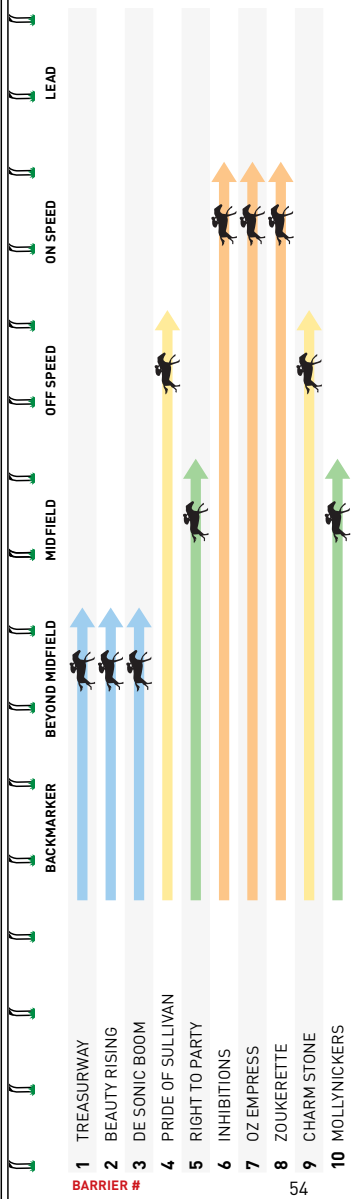 LEAD
ON SPEED
OFF SPEED
MIDFIELD
BEYOND MIDFIELD
BACKMARKER
1 TREASURWAY
2 BEAUTY RISING
3 DE SONIC BOOM
4 PRIDE OF SULLIVAN
5 RIGHT TO PARTY
6 INHIBITIONS
7 OZ EMPRESS
8 ZOUKERETTE
9 CHARM STONE
10 MOLLYNICKERS
BARRIER #
54